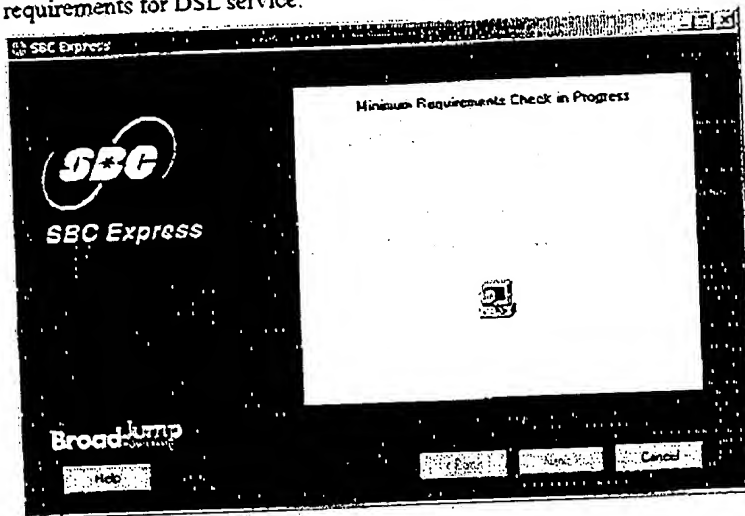 requirements for DSL service.
SBC Express
Minimum Requirements Check in Progress
SBC
SBC Express
BroadJump
Help
< Back
Next >
Cancel